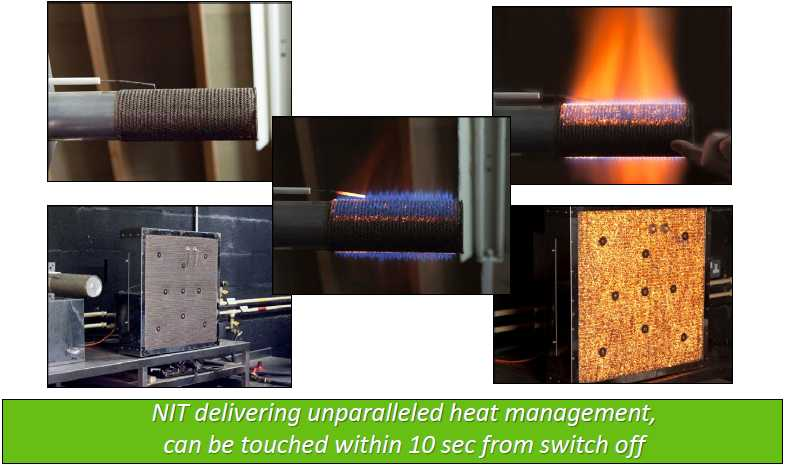 NIT delivering unparalleled heat management,
can be touched within 10 sec from switch off